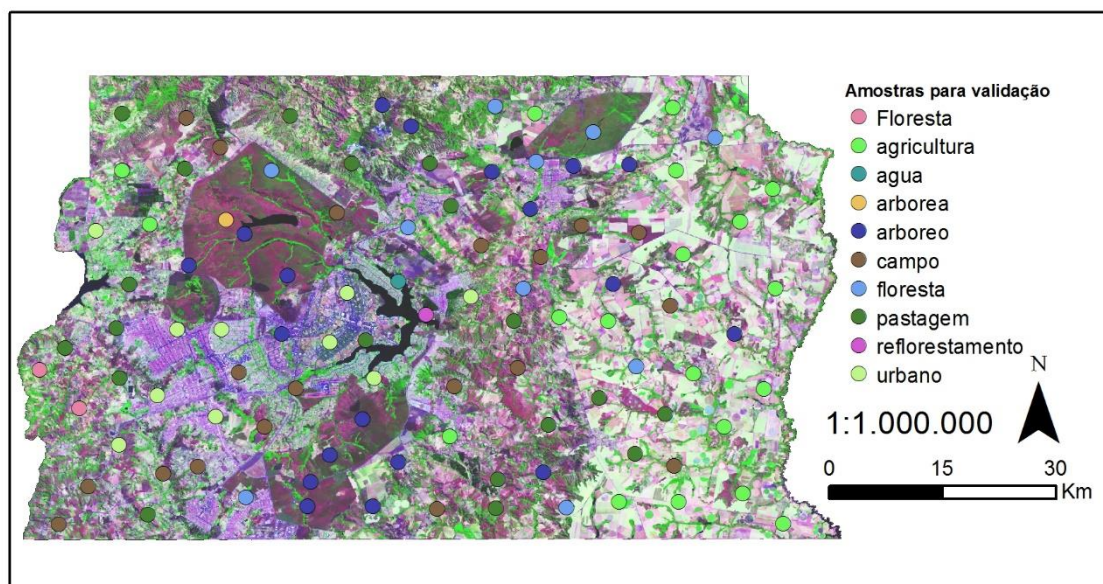 Amostras para validação
Floresta
agricultura
agua
arborea
arboreo
campo
floresta
pastagem
reflorestamento
urbano
N
1:1.000.000
0 15 30
Km